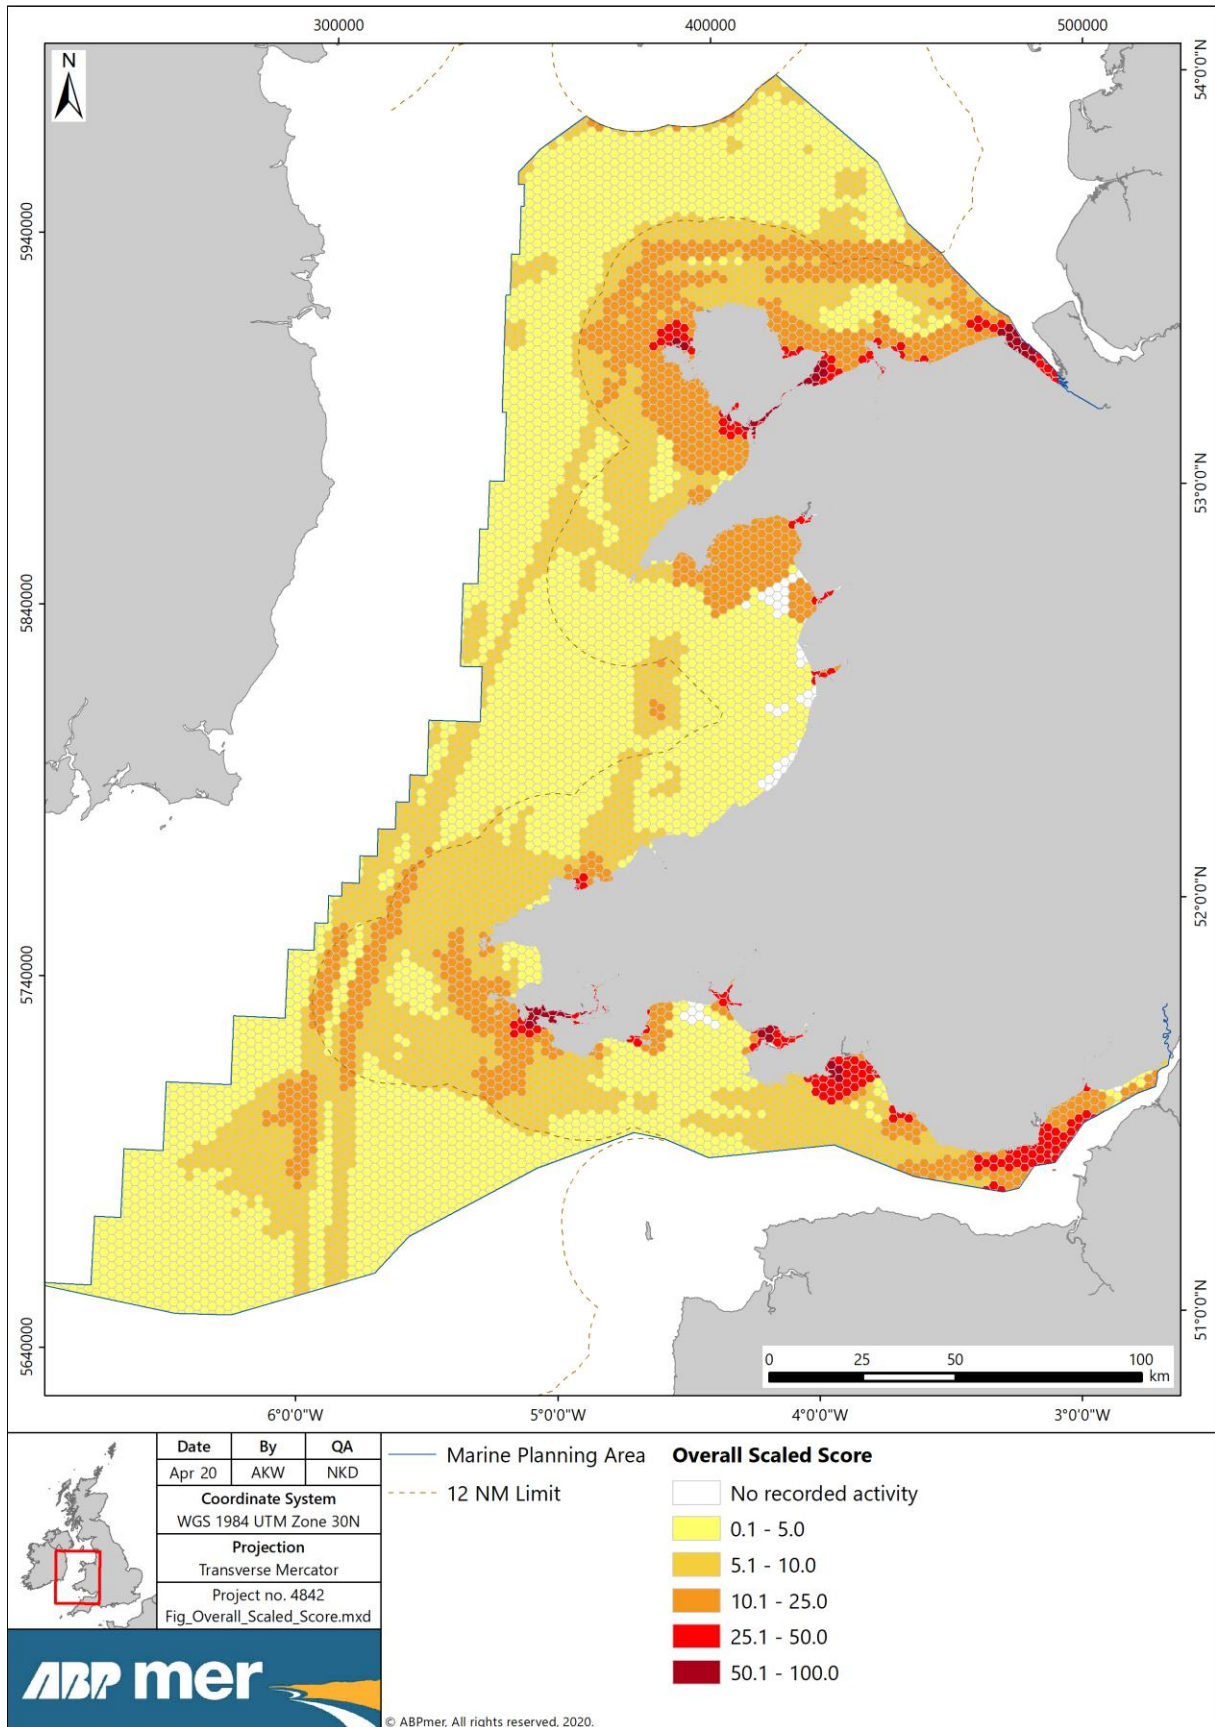 300000 400000 500000
N
54°0'0"N
5940000
53°0'0"N
5840000
52°0'0"N
5740000
51°0'0"N
5640000
0 25 50 100
km
6°0'0"W 5°0'0"W 4°0'0"W 3°0'0"W
Date By QA
Apr 20 AKW NKD
Coordinate System
WGS 1984 UTM Zone 30N
Projection
Transverse Mercator
Project no. 4842
Fig_Overall_Scaled_Score.mxd
ABPmer
Marine Planning Area
12 NM Limit
Overall Scaled Score
No recorded activity
0.1 - 5.0
5.1 - 10.0
10.1 - 25.0
25.1 - 50.0
50.1 - 100.0
© ABPmer, All rights reserved, 2020.